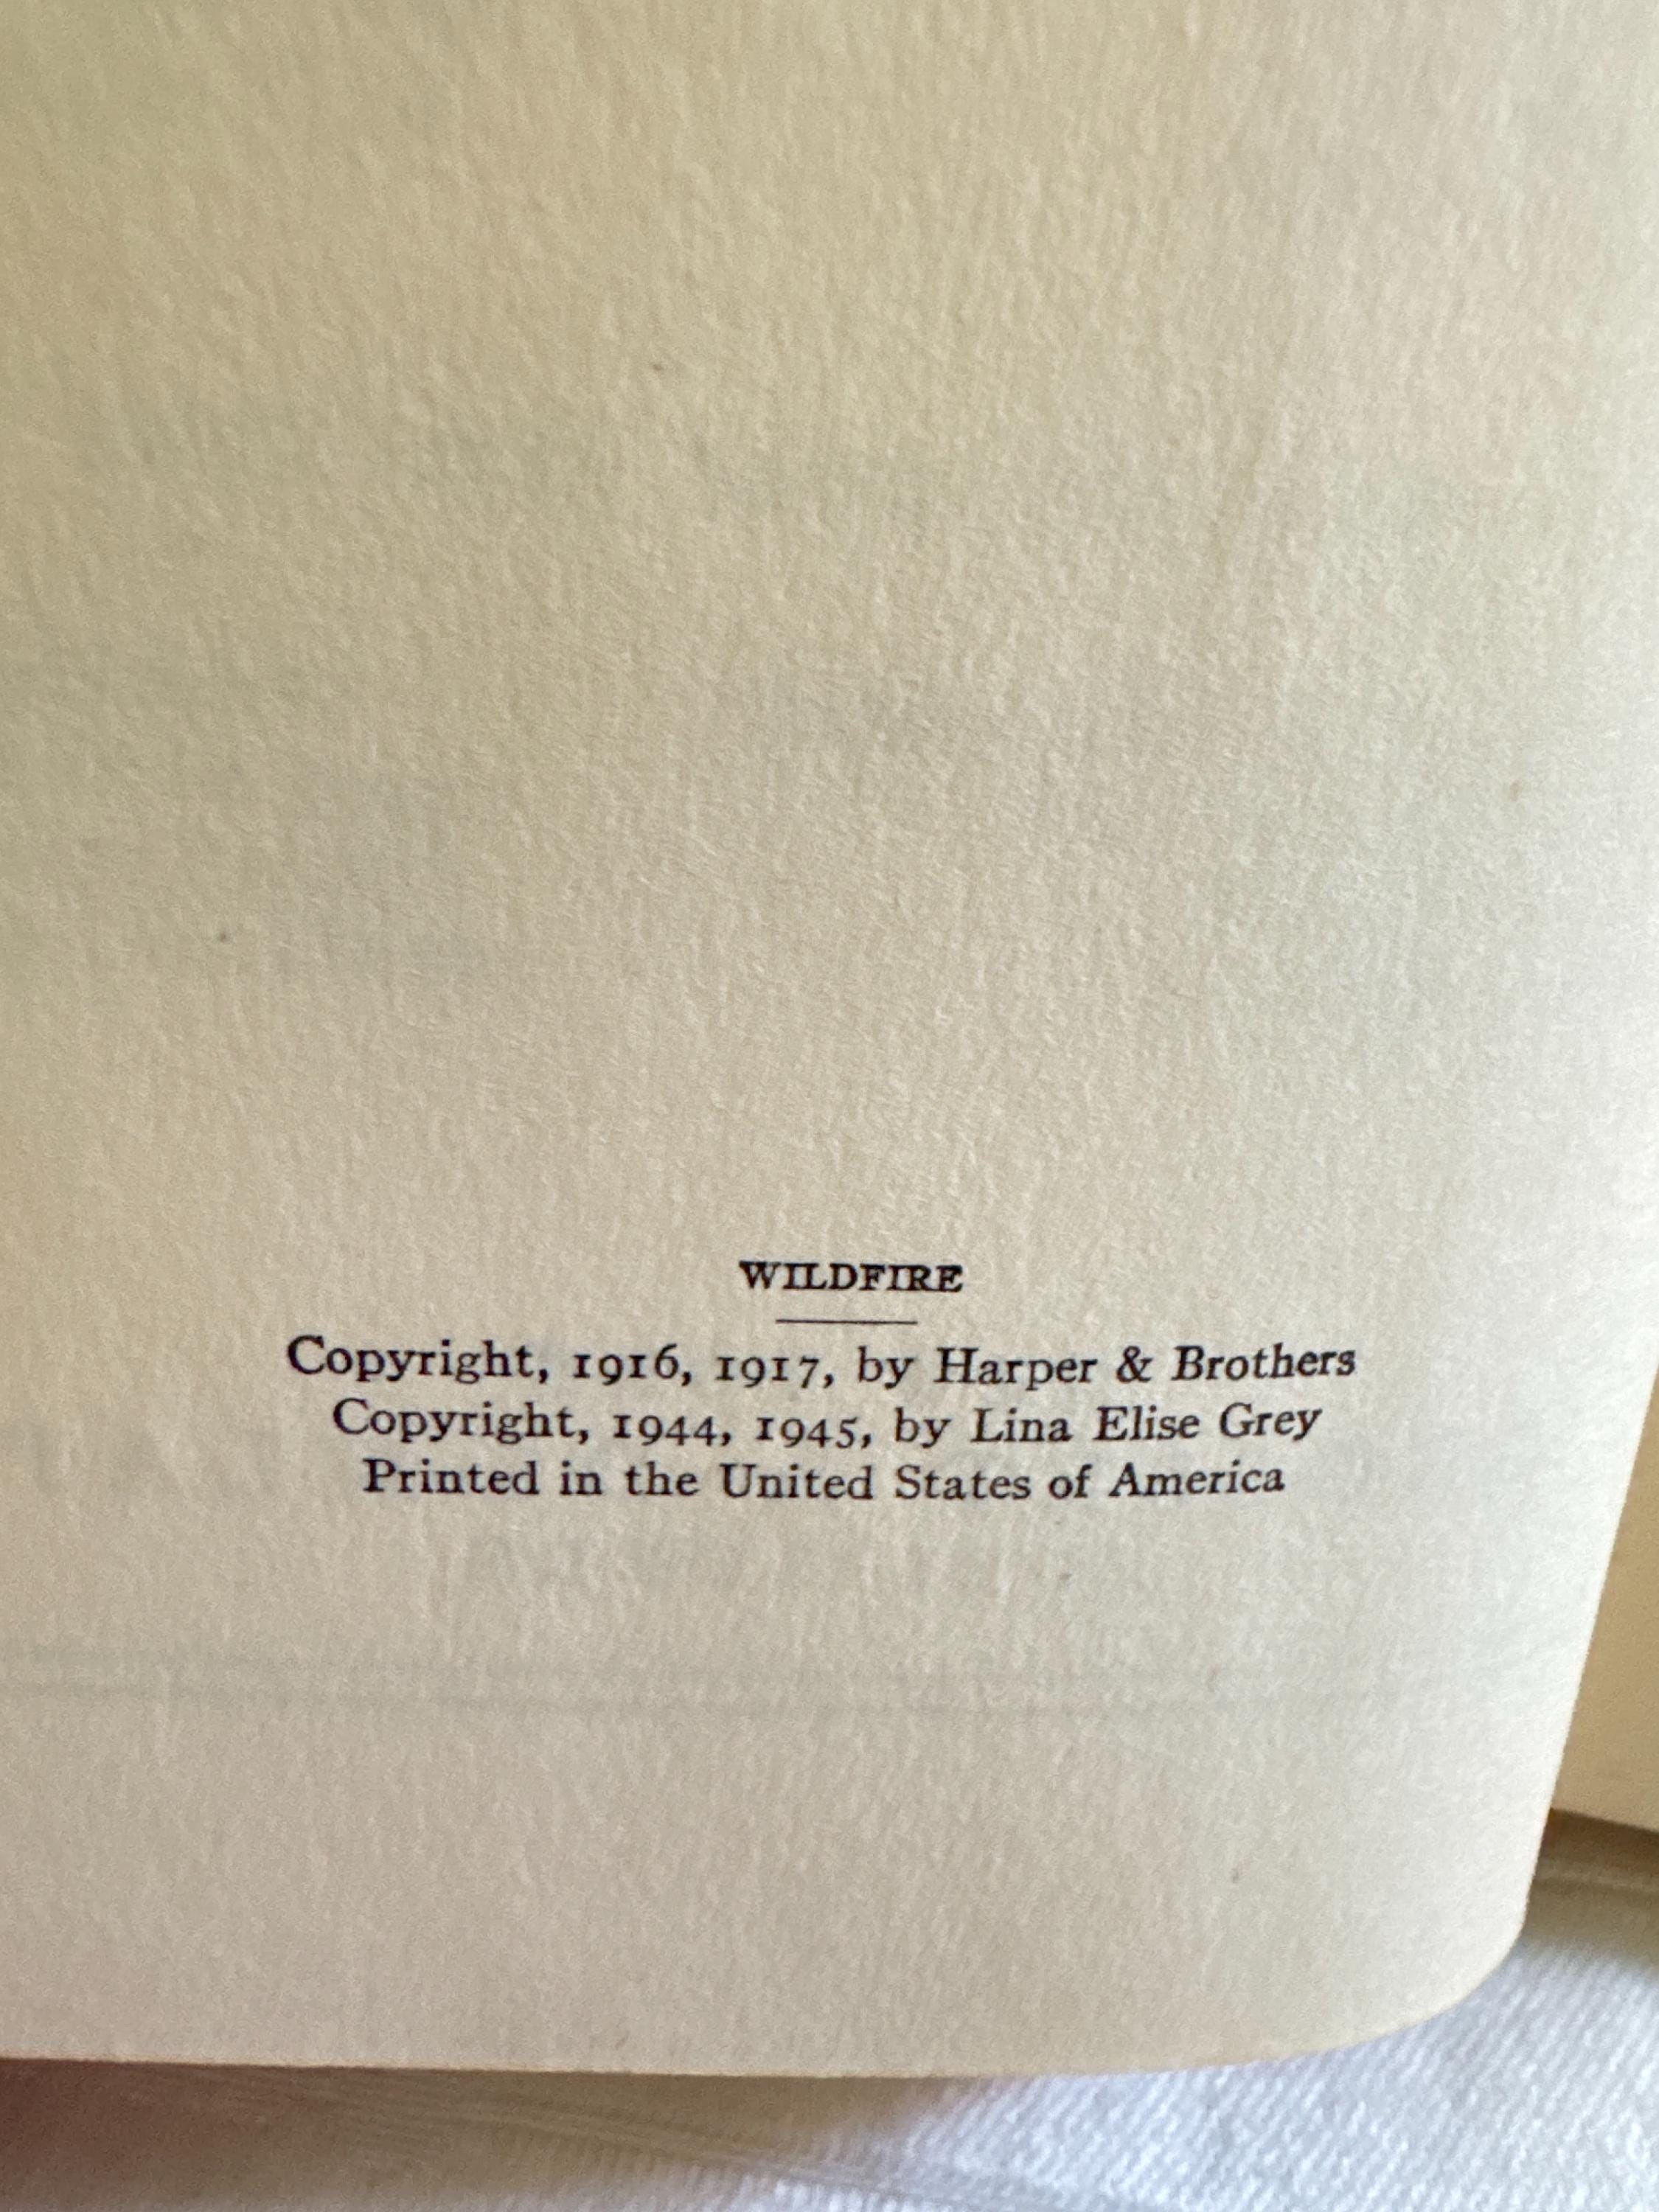 WILDFIRE
Copyright, 1916, 1917, by Harper & Brothers
Copyright, 1944, 1945, by Lina Elise Grey
Printed in the United States of America